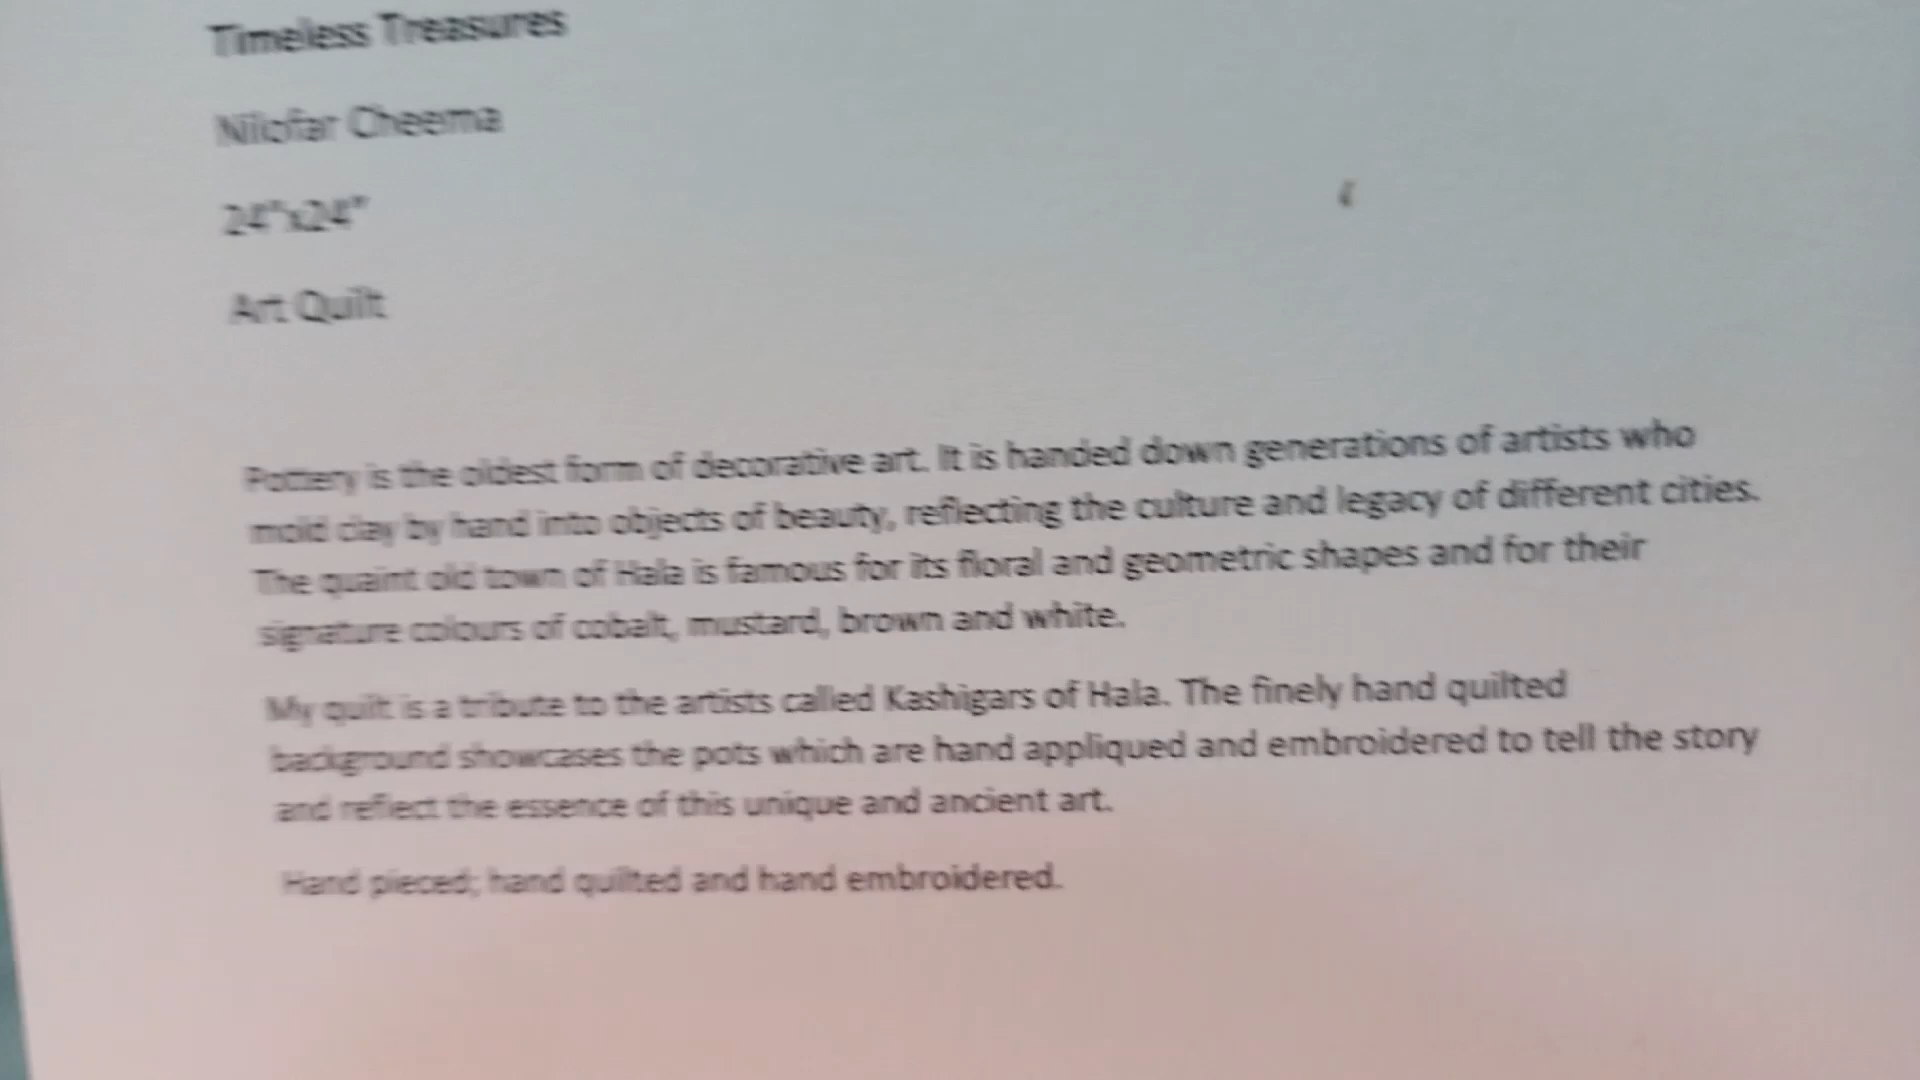 Timeless Treasures
Nilofar Cheema
24"x24"
Art Quilt
Pottery is the oldest form of decorative art. It is handed down generations of artists who
mold clay by hand into objects of beauty, reflecting the culture and legacy of different cities.
The quaint old town of Hala is famous for its floral and geometric shapes and for their
signature colours of cobalt, mustard, brown and white.
My quilt is a tribute to the artists called Kashigars of Hala. The finely hand quilted
background showcases the pots which are hand appliqued and embroidered to tell the story
and reflect the essence of this unique and ancient art.
Hand pieced; hand quilted and hand embroidered.